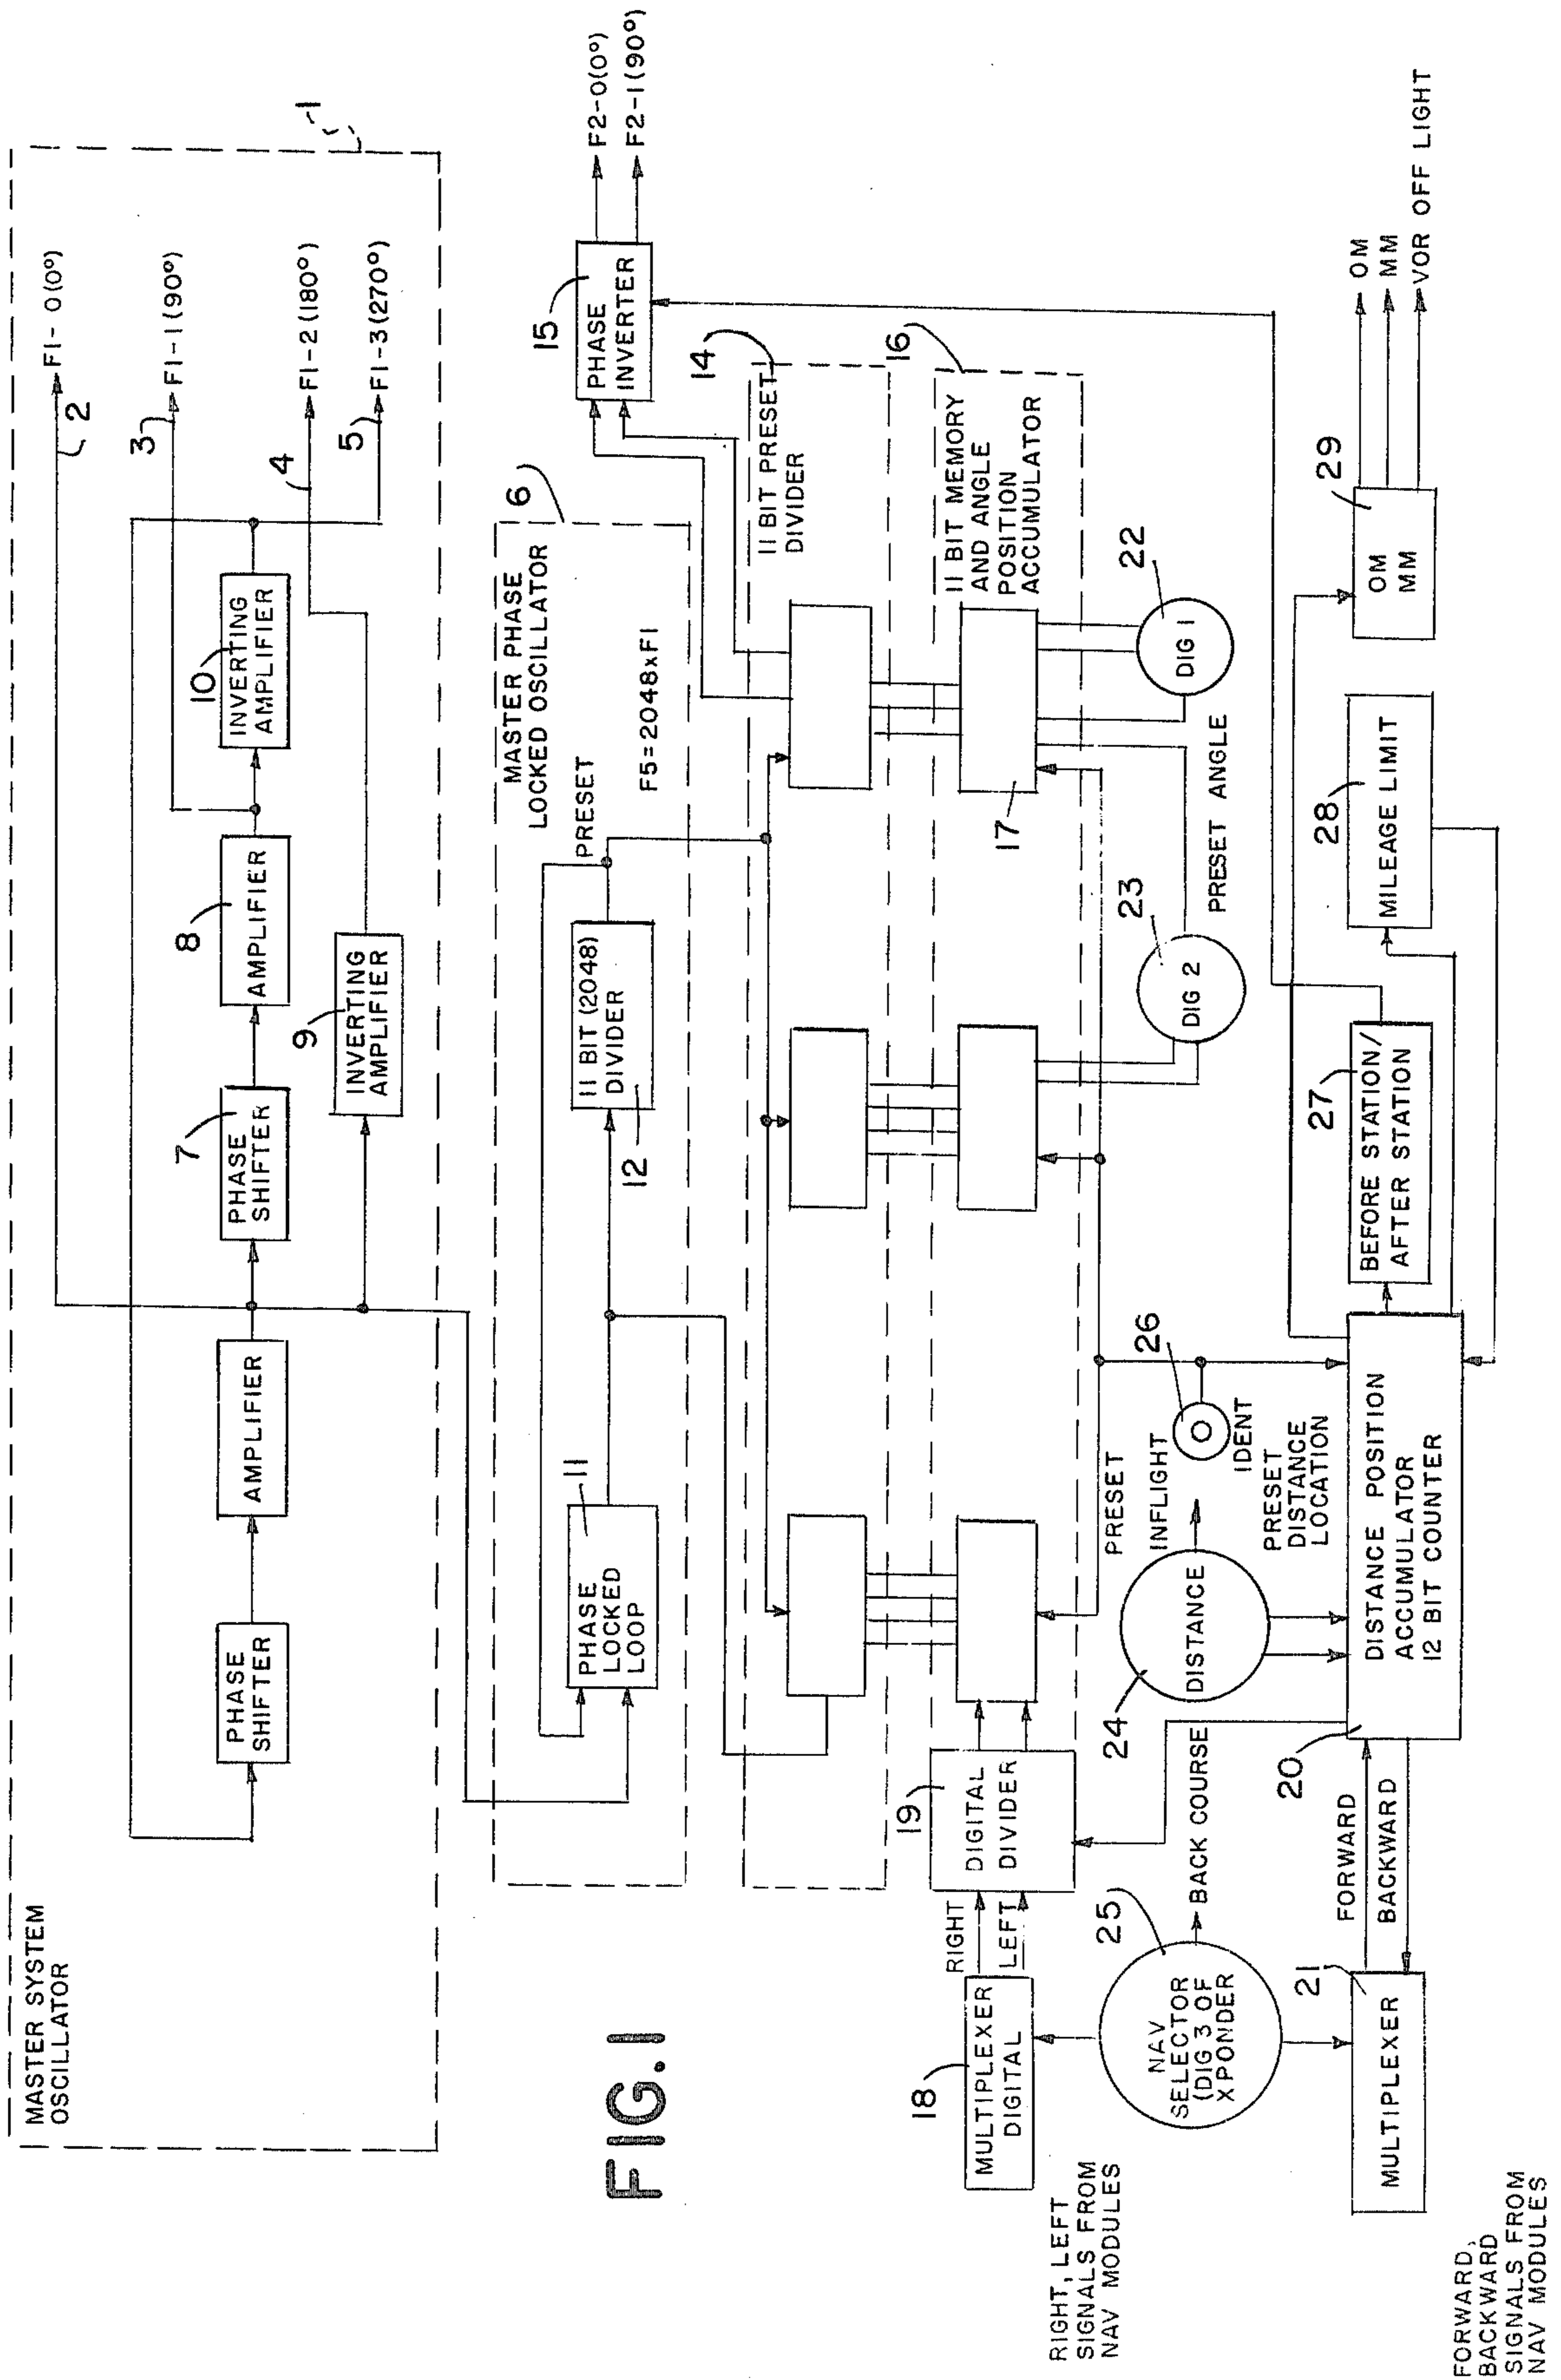 MASTER SYSTEM
OSCILLATOR
1
F1-0(0°)
2
3
F1-1(90°)
4
F1-2(180°)
5
F1-3(270°)
PHASE
SHIFTER
AMPLIFIER
7
PHASE
SHIFTER
8
AMPLIFIER
10
INVERTING
AMPLIFIER
9
INVERTING
AMPLIFIER
MASTER PHASE
LOCKED OSCILLATOR
6
PRESET
F5=2048xF1
11
PHASE
LOCKED
LOOP
11 BIT (2048)
DIVIDER
12
15
PHASE
INVERTER
F2-0(0°)
F2-1(90°)
14
11 BIT PRESET
DIVIDER
16
11 BIT MEMORY
AND ANGLE
POSITION
ACCUMULATOR
17
FIG.1
18
MULTIPLEXER
DIGITAL
RIGHT
LEFT
19
DIGITAL
DIVIDER
RIGHT, LEFT
SIGNALS FROM
NAV MODULES
22
DIG 1
23
DIG 2
PRESET ANGLE
PRESET
INFLIGHT
26
IDENT
24
DISTANCE
PRESET
DISTANCE
LOCATION
25
NAV
SELECTOR
(DIG 3 OF
XPONDER
BACK COURSE
21
MULTIPLEXER
FORWARD
BACKWARD
FORWARD,
BACKWARD
SIGNALS FROM
NAV MODULES
20
DISTANCE POSITION
ACCUMULATOR
12 BIT COUNTER
27
BEFORE STATION/
AFTER STATION
28
MILEAGE LIMIT
29
OM
MM
OM
MM
VOR OFF LIGHT